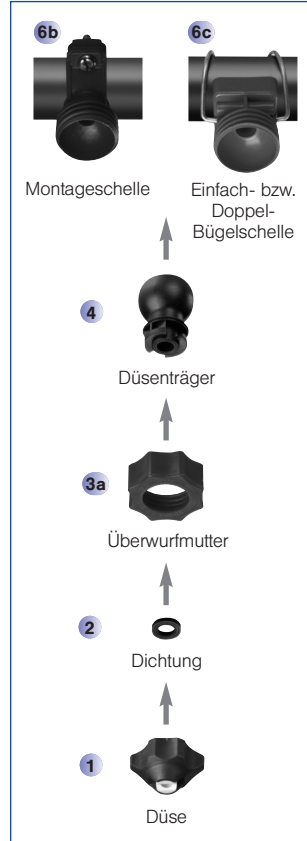 6b
6c
Montageschelle
Einfach- bzw.
Doppel-
Bügelschelle
4
Düsenträger
3a
Überwurfmutter
2
Dichtung
1
Düse